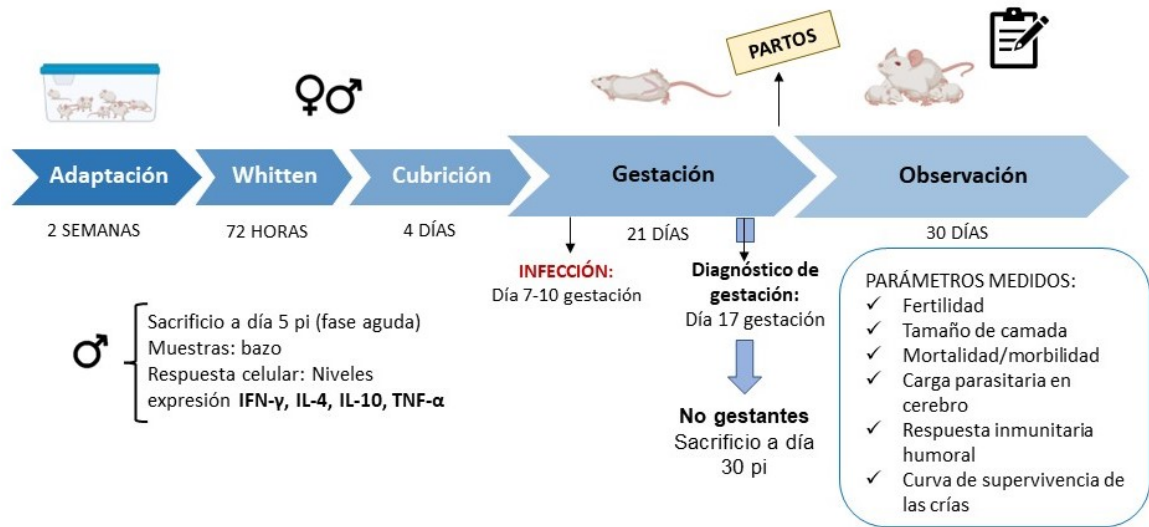 PARTOS
Adaptación
Whitten
Cubrición
Gestación
Observación
2 SEMANAS
72 HORAS
4 DÍAS
21 DÍAS
30 DÍAS
INFECCIÓN:
Día 7-10 gestación
Diagnóstico de
gestación:
Día 17 gestación
No gestantes
Sacrificio a día
30 pi
Sacrificio a día 5 pi (fase aguda)
Muestras: bazo
Respuesta celular: Niveles
expresión IFN-γ, IL-4, IL-10, TNF-α
PARÁMETROS MEDIDOS:
✓ Fertilidad
✓ Tamaño de camada
✓ Mortalidad/morbilidad
✓ Carga parasitaria en
cerebro
✓ Respuesta inmunitaria
humoral
✓ Curva de supervivencia de
las crías